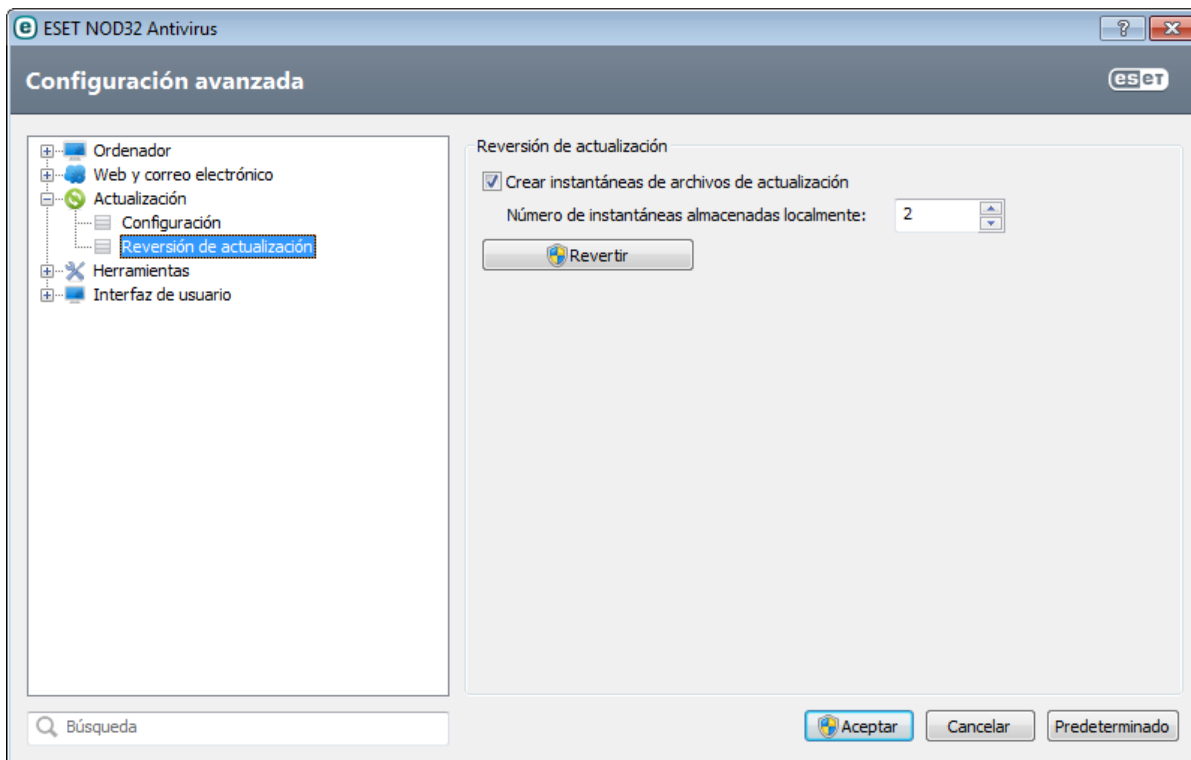 ESET NOD32 Antivirus
Configuración avanzada
eseT
Ordenador
Web y correo electrónico
Actualización
Configuración
Reversión de actualización
Herramientas
Interfaz de usuario
Reversión de actualización
Crear instantáneas de archivos de actualización
Número de instantáneas almacenadas localmente: 2
Revertir
Búsqueda
Aceptar Cancelar Predeterminado